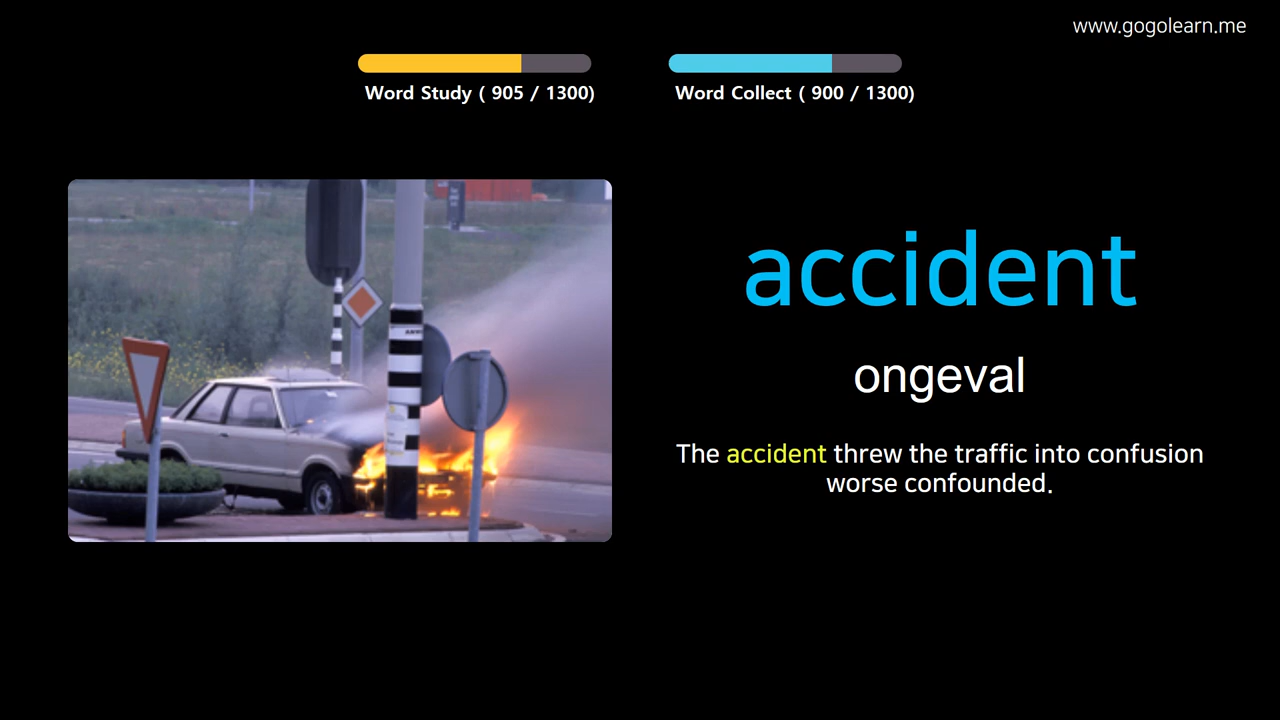 www.gogolearn.me
Word Study ( 905 / 1300)
Word Collect ( 900 / 1300)
accident
ongeval
The accident threw the traffic into confusion
worse confounded.